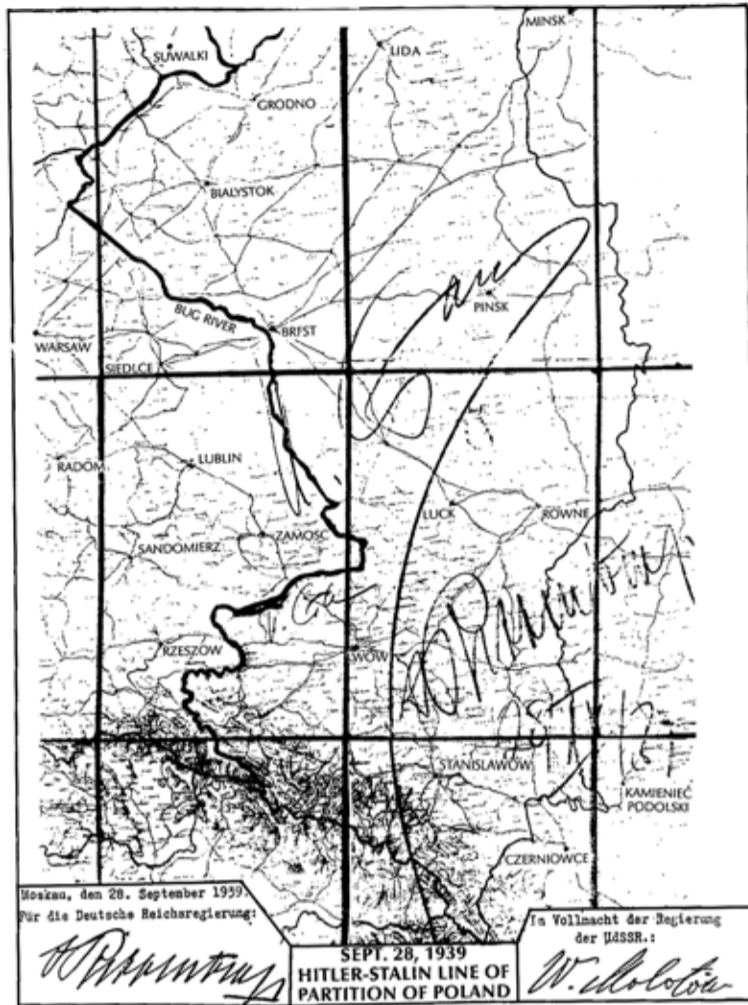 MINSK
SUWALKI
LIDA
GRODNO
BIALYSTOK
BUG RIVER
BREST
PINSK
WARSAW
SIEDLCE
RADOM
LUBLIN
LUCK
ROWNE
SANDOMIERZ
ZAMOSC
RZESZOW
LWOW
STANISLAWOW
KAMIENIEC
PODOLSKI
CZERNIOWCE
Moskau, den 28. September 1939.
Für die Deutsche Reichsregierung:
In Vollmacht der Regierung
der UdSSR.:
SEPT. 28, 1939
HITLER-STALIN LINE OF
PARTITION OF POLAND
W. Molotow